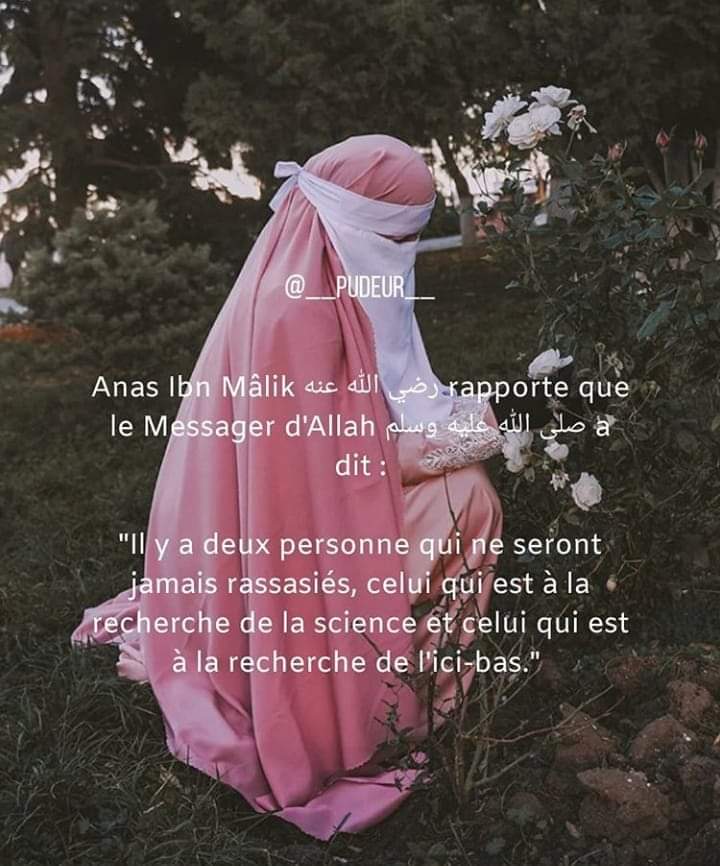 @__PUDEUR__
Anas Ibn Mâlik رضي الله عنه rapporte que
le Messager d'Allah صلى الله عليه وسلم a
dit :
"Il y a deux personne qui ne seront
jamais rassasiés, celui qui est à la
recherche de la science et celui qui est
à la recherche de l'ici-bas."